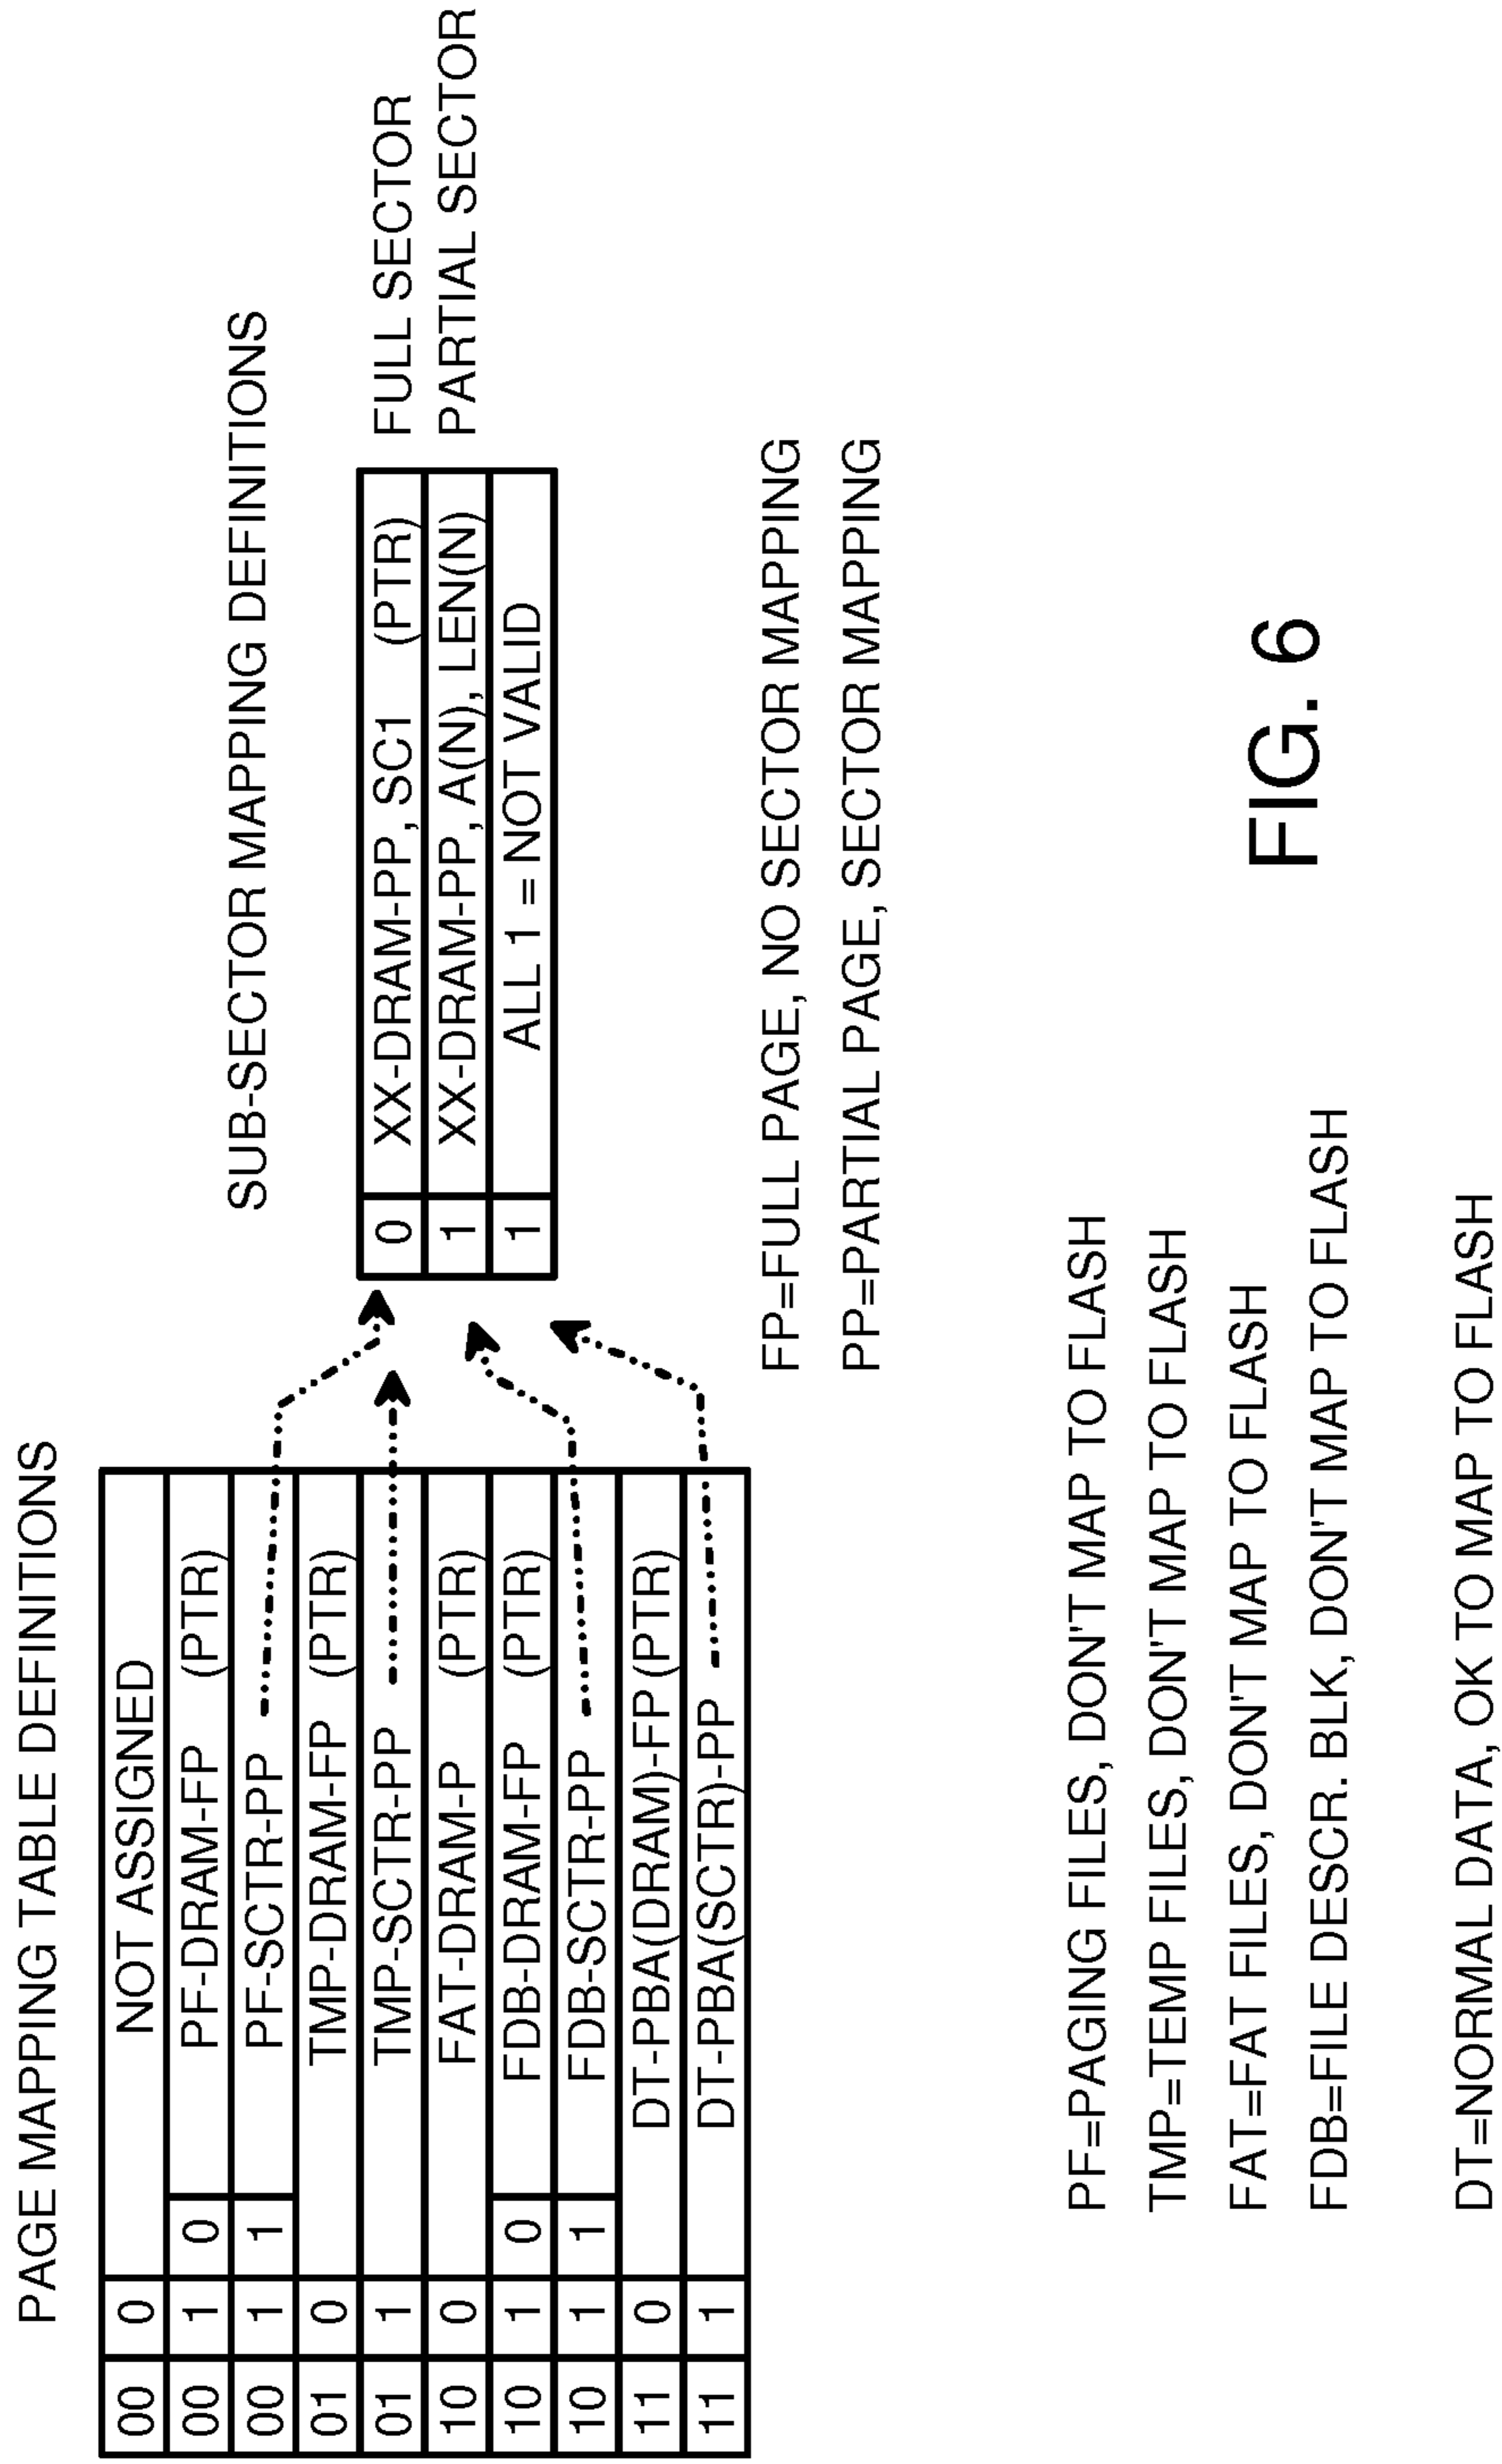 PAGE MAPPING TABLE DEFINITIONS
00 0 NOT ASSIGNED
00 1 0 PF-DRAM-FP (PTR)
00 1 1 PF-SCTR-PP
01 0 TMP-DRAM-FP (PTR)
01 1 TMP-SCTR-PP
10 0 FAT-DRAM-P (PTR)
10 1 0 FDB-DRAM-FP (PTR)
10 1 1 FDB-SCTR-PP
11 0 DT-PBA(DRAM)-FP (PTR)
11 1 DT-PBA(SCTR)-PP
SUB-SECTOR MAPPING DEFINITIONS
0 XX-DRAM-PP, SC1 (PTR) FULL SECTOR
1 XX-DRAM-PP, A(N), LEN(N) PARTIAL SECTOR
1 ALL 1 = NOT VALID
FP=FULL PAGE, NO SECTOR MAPPING
PP=PARTIAL PAGE, SECTOR MAPPING
PF=PAGING FILES, DON'T MAP TO FLASH
TMP=TEMP FILES, DON'T MAP TO FLASH
FAT=FAT FILES, DON'T MAP TO FLASH
FDB=FILE DESCR. BLK, DON'T MAP TO FLASH
DT=NORMAL DATA, OK TO MAP TO FLASH
FIG. 6